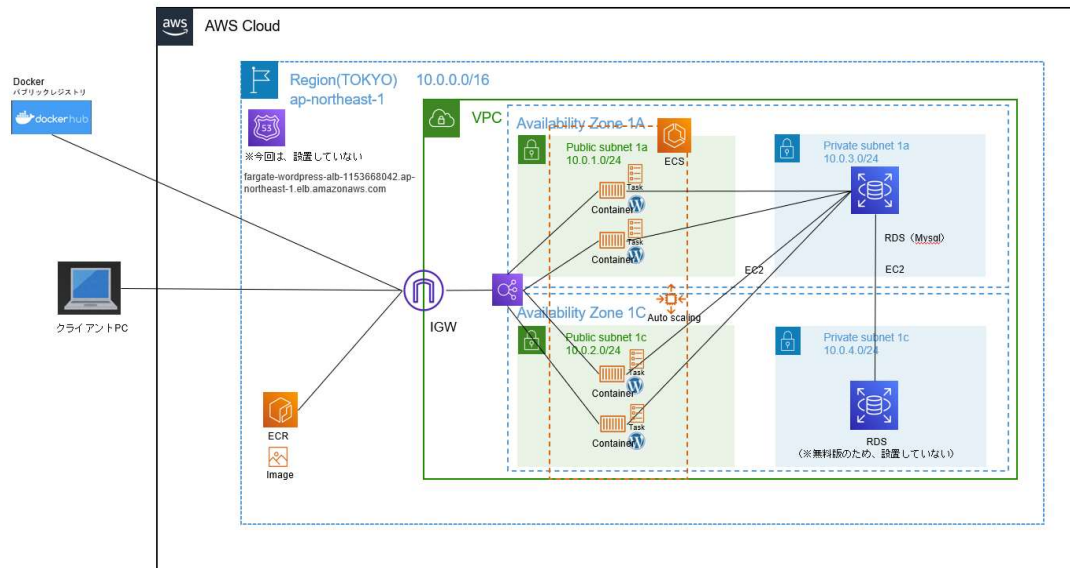 aws
AWS Cloud
Docker
パブリックレジストリ
dockerhub
Region(TOKYO) 10.0.0.0/16
ap-northeast-1
53
※今回は、設置していない
fargate-wordpress-alb-1153668042.ap-
northeast-1.elb.amazonaws.com
VPC
Availability Zone 1A
Public subnet 1a
10.0.1.0/24
ECS
Private subnet 1a
10.0.3.0/24
Task
Container
Task
Container
RDS（Mysql）
EC2
EC2
クライアントPC
IGW
Auto scaling
Availability Zone 1C
Public subnet 1c
10.0.2.0/24
Private subnet 1c
10.0.4.0/24
Task
Container
Task
Container
RDS
(※無料版のため、設置していない)
ECR
Image